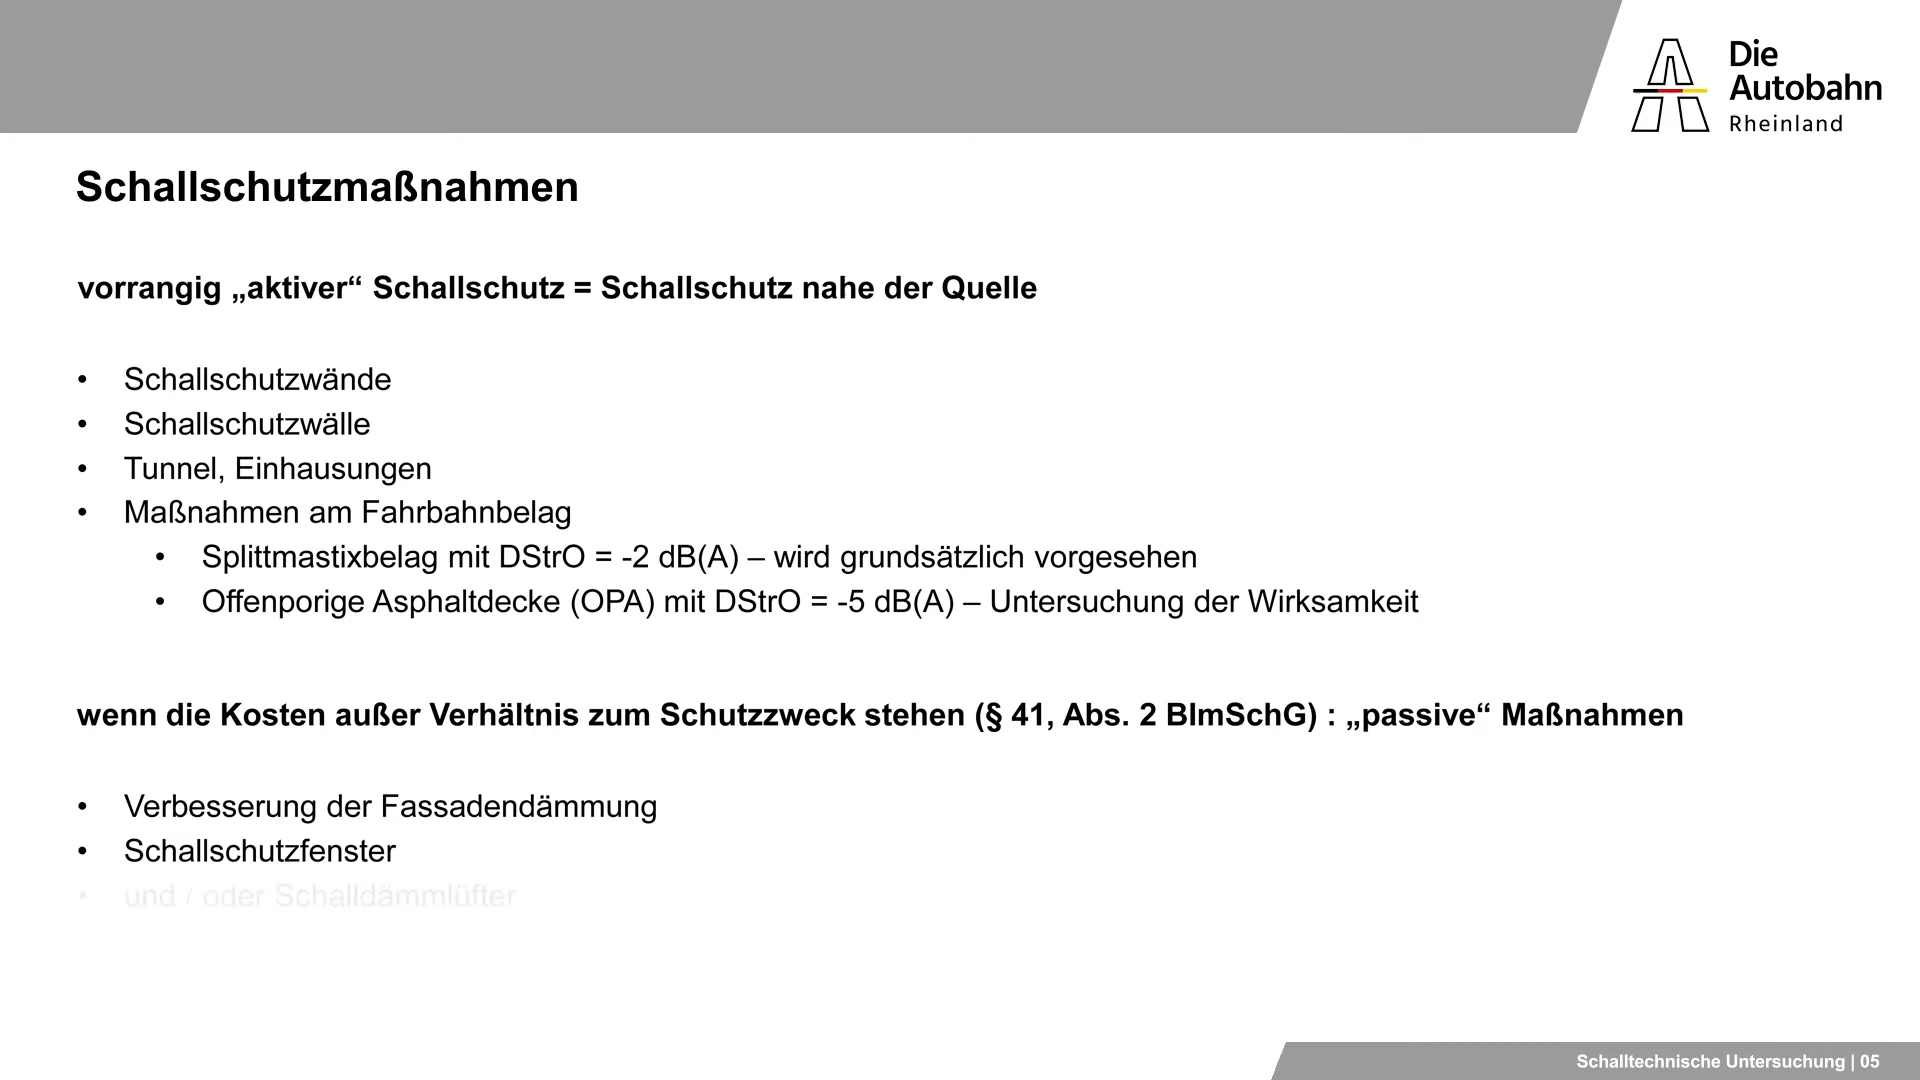 Die
Autobahn
Rheinland
Schallschutzmaßnahmen
vorrangig „aktiver“ Schallschutz = Schallschutz nahe der Quelle
• Schallschutzwände
• Schallschutzwälle
• Tunnel, Einhausungen
• Maßnahmen am Fahrbahnbelag
• Splittmastixbelag mit DStrO = -2 dB(A) – wird grundsätzlich vorgesehen
• Offenporige Asphaltdecke (OPA) mit DStrO = -5 dB(A) – Untersuchung der Wirksamkeit
wenn die Kosten außer Verhältnis zum Schutzzweck stehen (§ 41, Abs. 2 BImSchG) : „passive“ Maßnahmen
• Verbesserung der Fassadendämmung
• Schallschutzfenster
• und / oder Schalldämmlüfter
Schalltechnische Untersuchung | 05